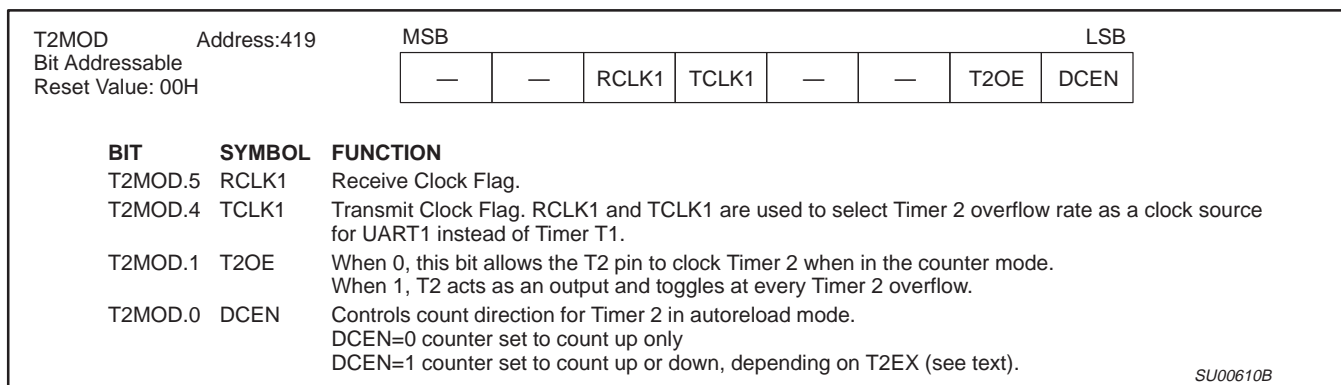 T2MOD Address:419 MSB LSB
Bit Addressable
Reset Value: 00H
— — RCLK1 TCLK1 — — T2OE DCEN
BIT SYMBOL FUNCTION
T2MOD.5 RCLK1 Receive Clock Flag.
T2MOD.4 TCLK1 Transmit Clock Flag. RCLK1 and TCLK1 are used to select Timer 2 overflow rate as a clock source
for UART1 instead of Timer T1.
T2MOD.1 T2OE When 0, this bit allows the T2 pin to clock Timer 2 when in the counter mode.
When 1, T2 acts as an output and toggles at every Timer 2 overflow.
T2MOD.0 DCEN Controls count direction for Timer 2 in autoreload mode.
DCEN=0 counter set to count up only
DCEN=1 counter set to count up or down, depending on T2EX (see text).
SU00610B